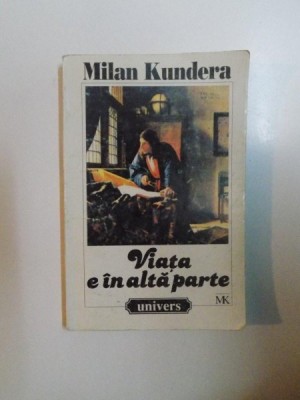 Milan Kundera
Viața
e în altă parte
univers
MK